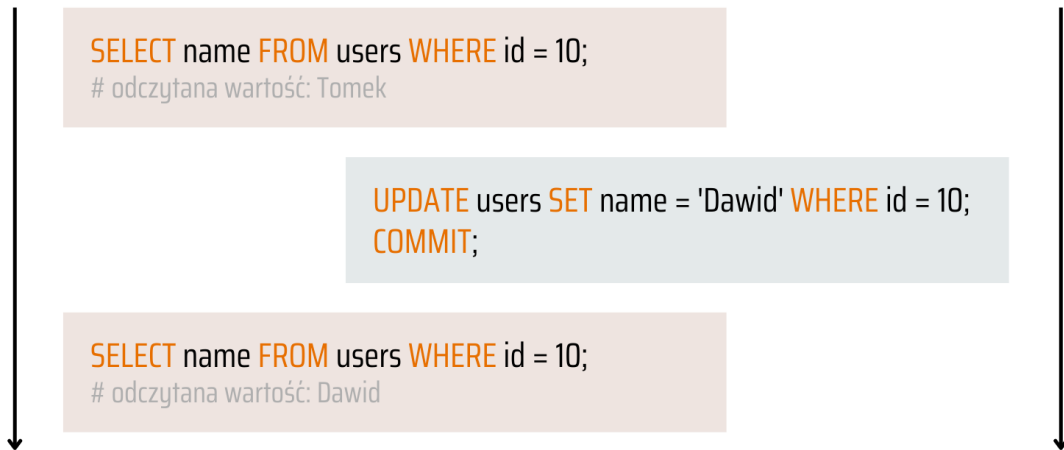 SELECT name FROM users WHERE id = 10;
# odczytana wartość: Tomek
UPDATE users SET name = 'Dawid' WHERE id = 10;
COMMIT;
SELECT name FROM users WHERE id = 10;
# odczytana wartość: Dawid